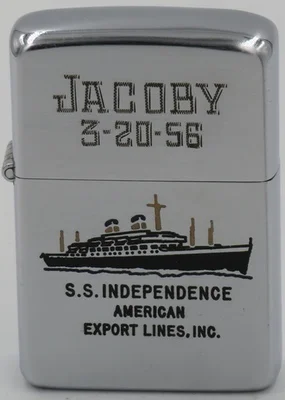 JACOBY
3-20-56
S.S. INDEPENDENCE
AMERICAN
EXPORT LINES, INC.